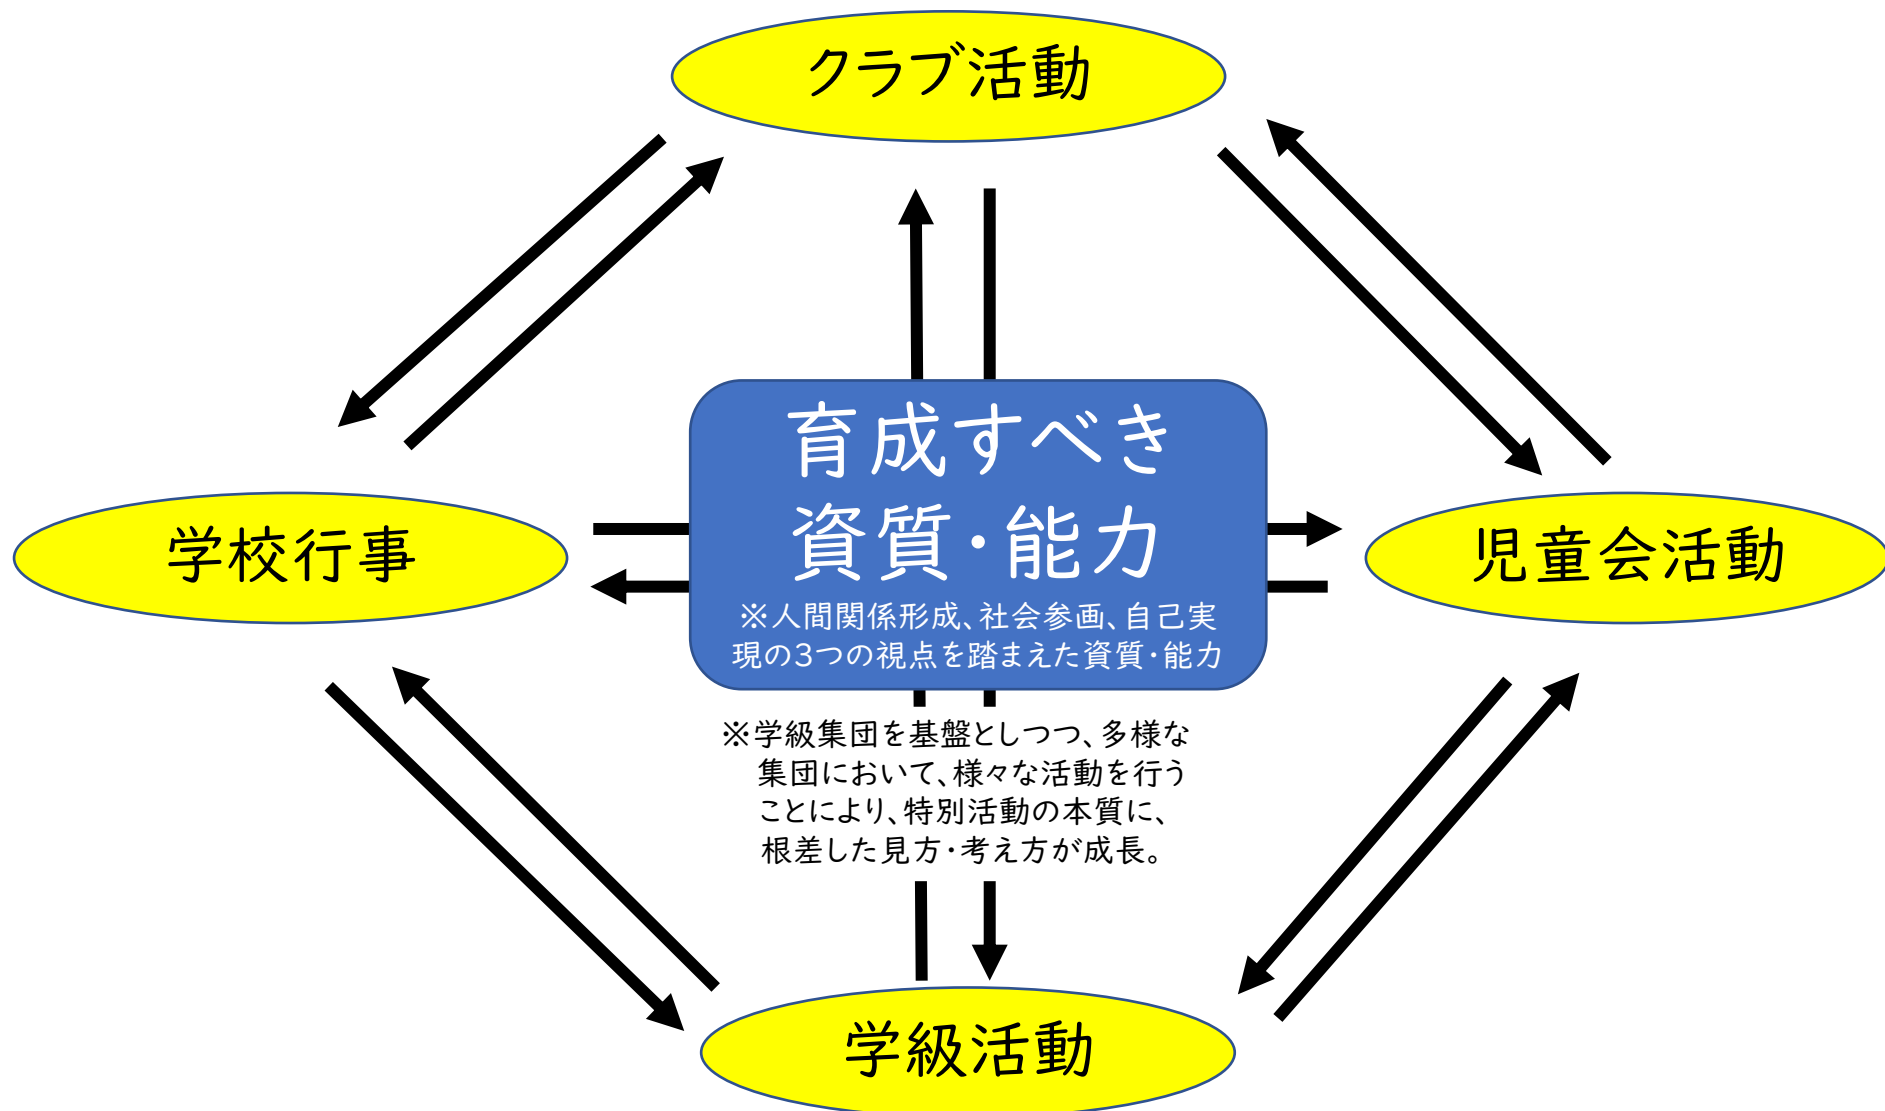 クラブ活動
育成すべき
資質・能力
※人間関係形成、社会参画、自己実
現の3つの視点を踏まえた資質・能力
学校行事
児童会活動
※学級集団を基盤としつつ、多様な
集団において、様々な活動を行う
ことにより、特別活動の本質に、
根差した見方・考え方が成長。
学級活動